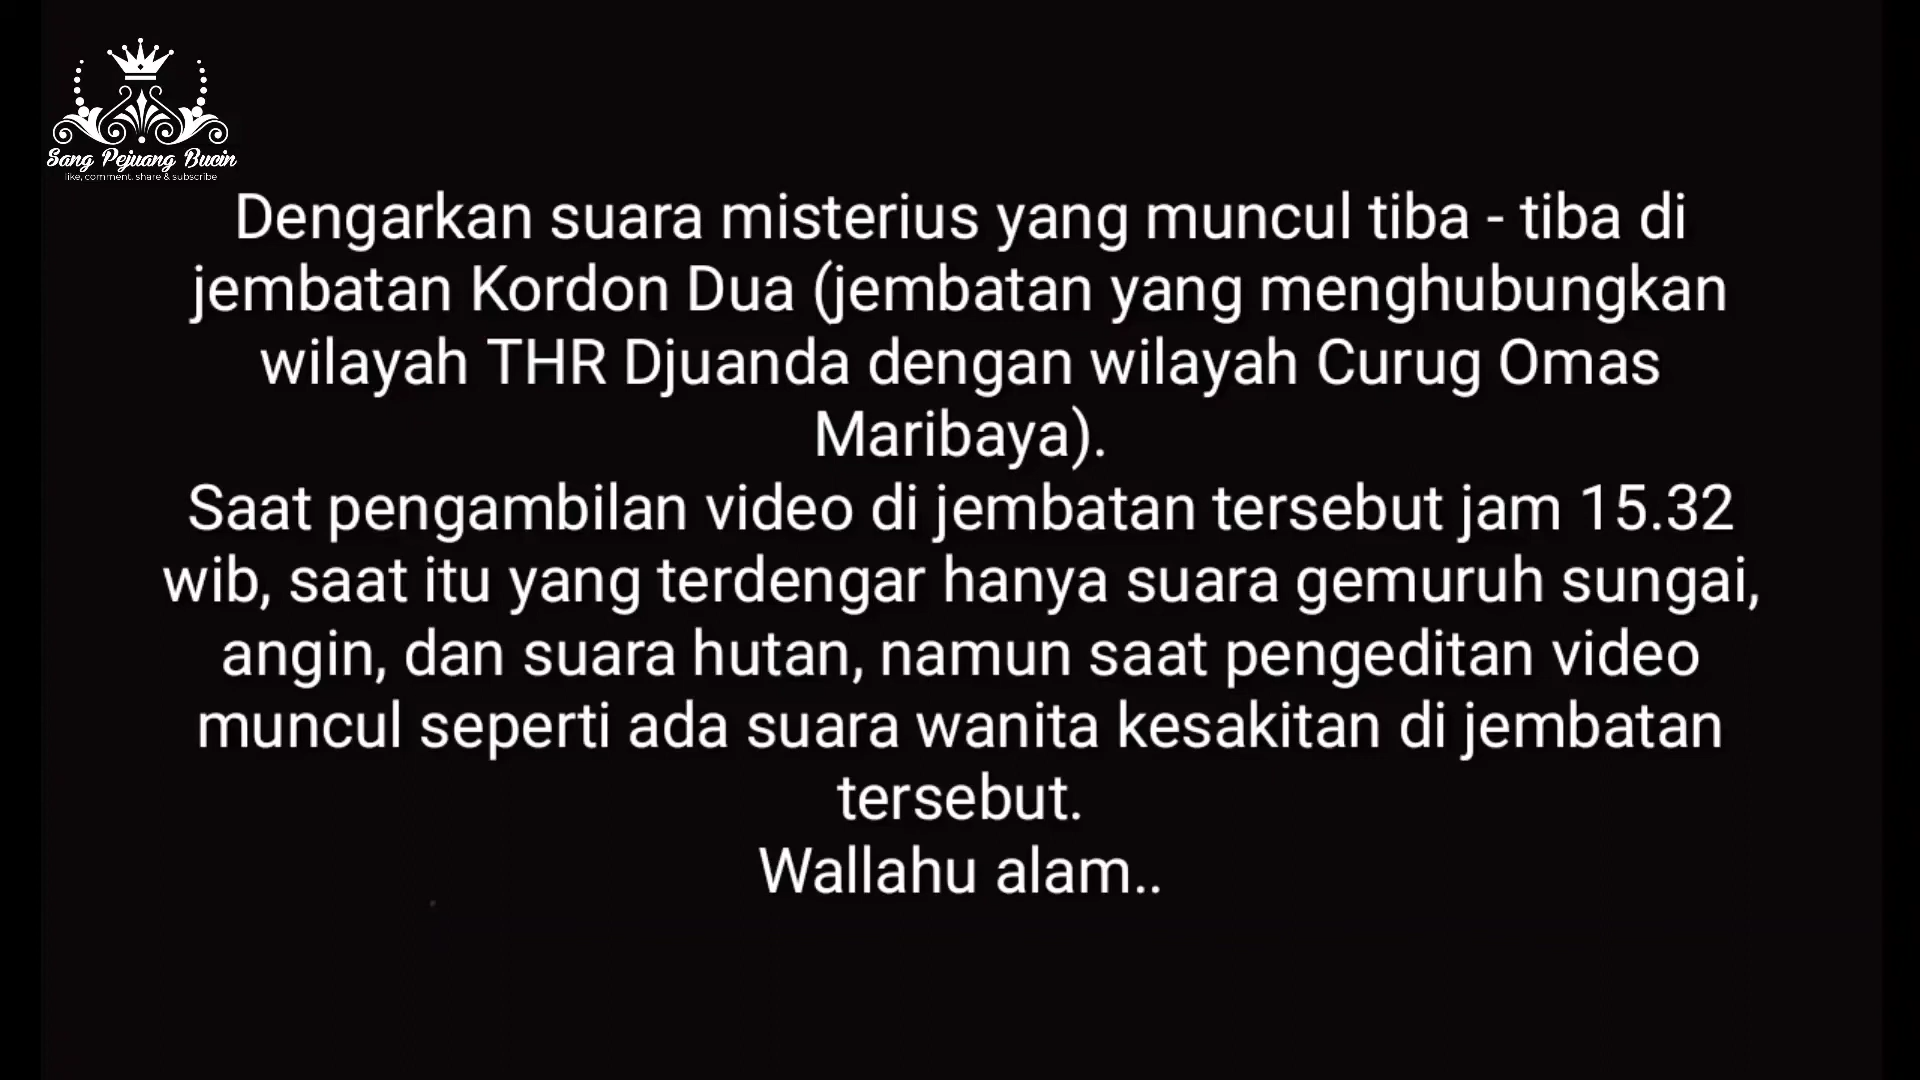 Sang Pejuang Bucin
like, comment, share & subscribe
Dengarkan suara misterius yang muncul tiba - tiba di
jembatan Kordon Dua (jembatan yang menghubungkan
wilayah THR Djuanda dengan wilayah Curug Omas
Maribaya).
Saat pengambilan video di jembatan tersebut jam 15.32
wib, saat itu yang terdengar hanya suara gemuruh sungai,
angin, dan suara hutan, namun saat pengeditan video
muncul seperti ada suara wanita kesakitan di jembatan
tersebut.
Wallahu alam..